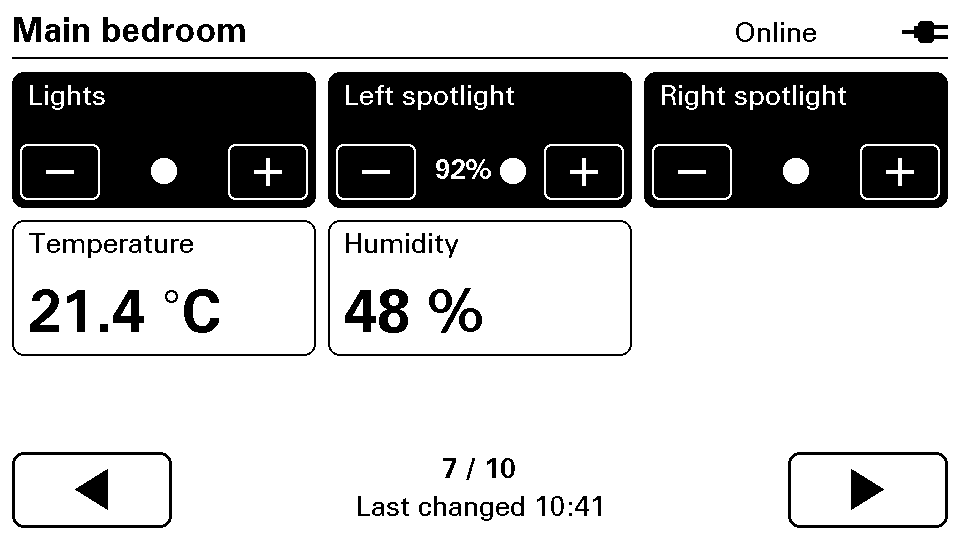 Main bedroom
Online
Lights
Left spotlight
Right spotlight
−
+
−
92%
+
−
+
Temperature
Humidity
21.4 °C
48 %
7 / 10
Last changed 10:41